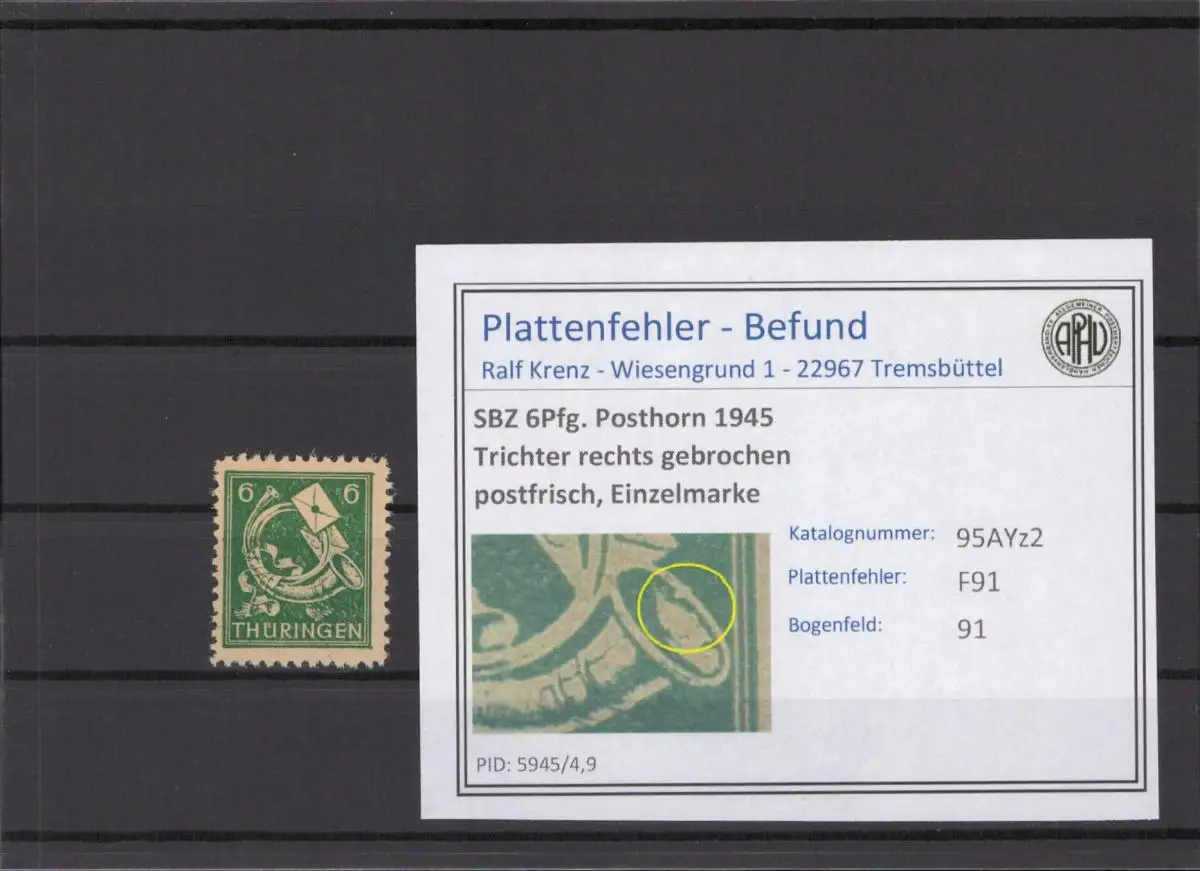 6 6
THÜRINGEN
Plattenfehler - Befund
Ralf Krenz - Wiesengrund 1 - 22967 Tremsbüttel
APHV
SBZ 6Pfg. Posthorn 1945
Trichter rechts gebrochen
postfrisch, Einzelmarke
Katalognummer: 95AYz2
Plattenfehler: F91
Bogenfeld: 91
PID: 5945/4,9